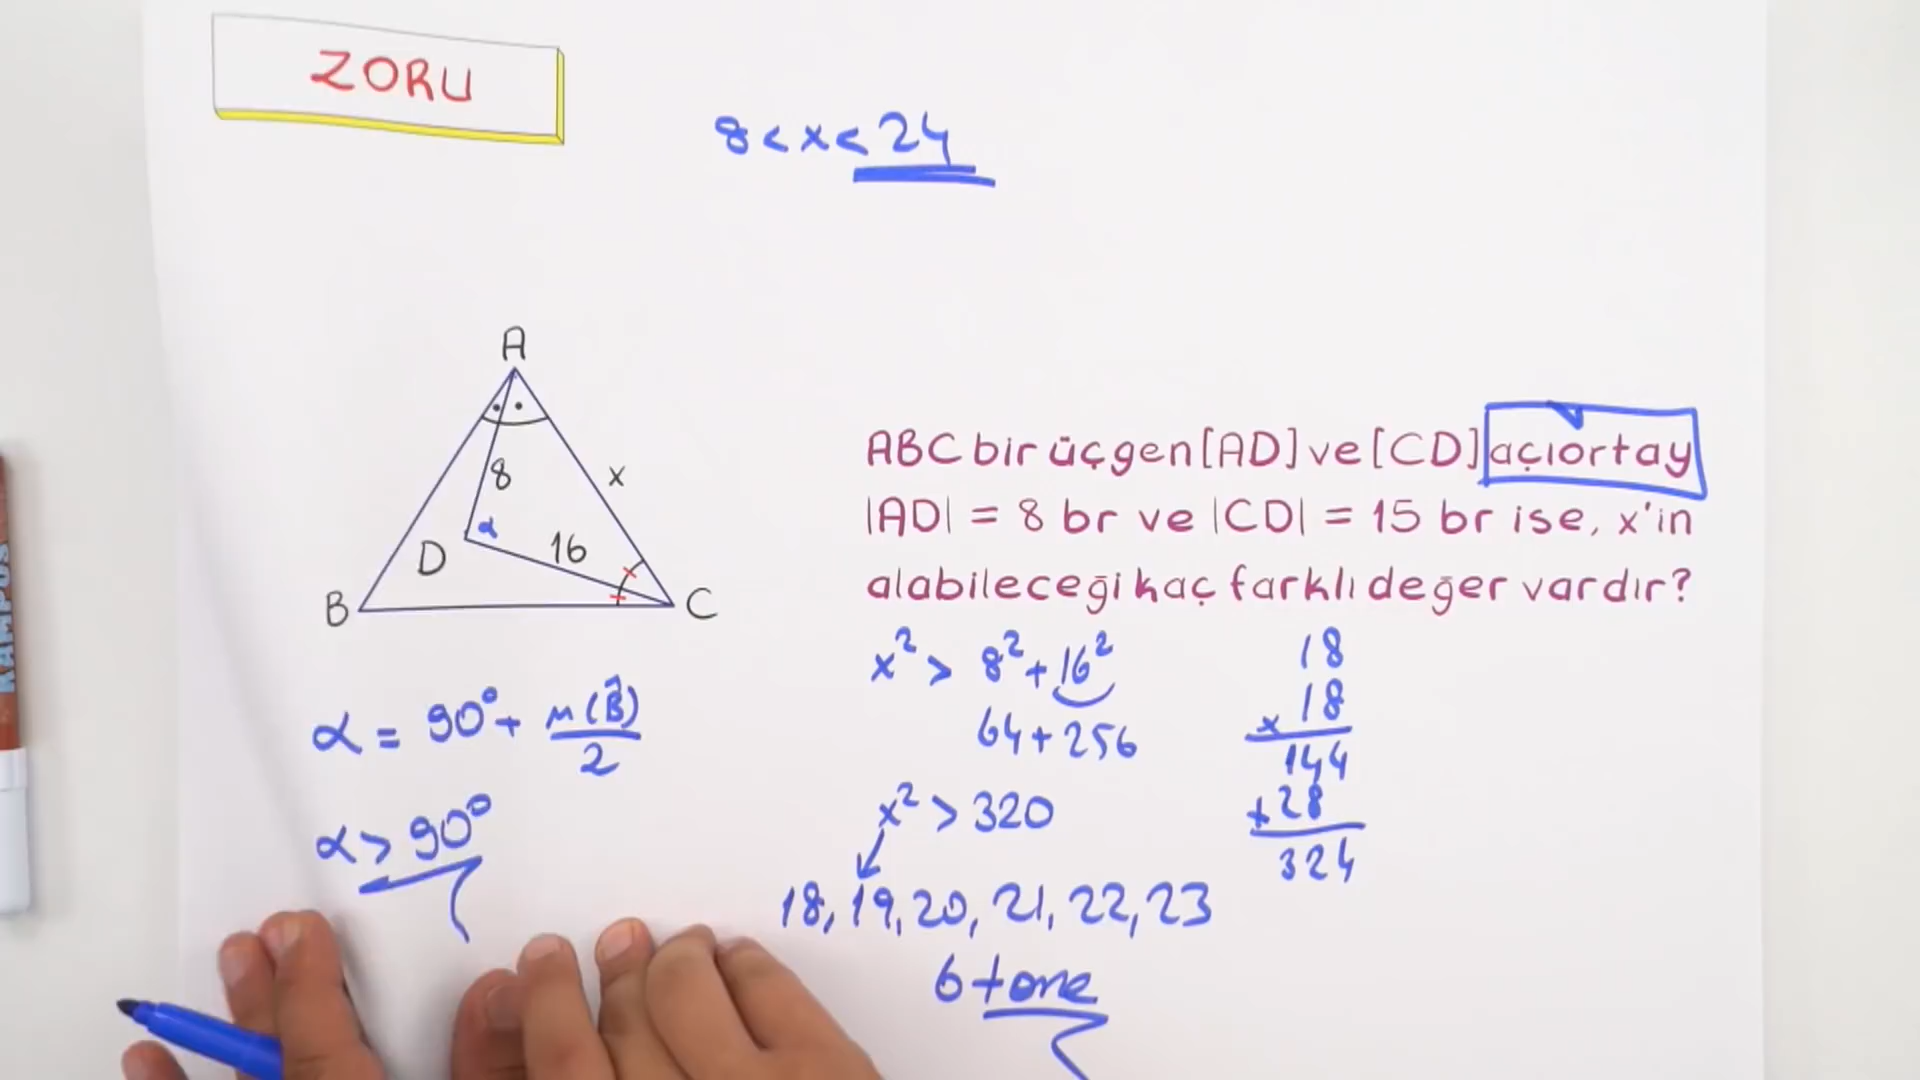 ZORU
8 < x < 24
A
8
x
α
D
16
B
C
ABC bir üçgen [AD] ve [CD] açıortay
|AD| = 8 br ve |CD| = 15 br ise, x'in
alabileceği kaç farklı değer vardır?
x² > 8² + 16²
64 + 256
x² > 320
18, 19, 20, 21, 22, 23
6 tane
18
x 18
144
+ 28
324
α = 90° + m(B̂)/2
α > 90°
KAMPÜS